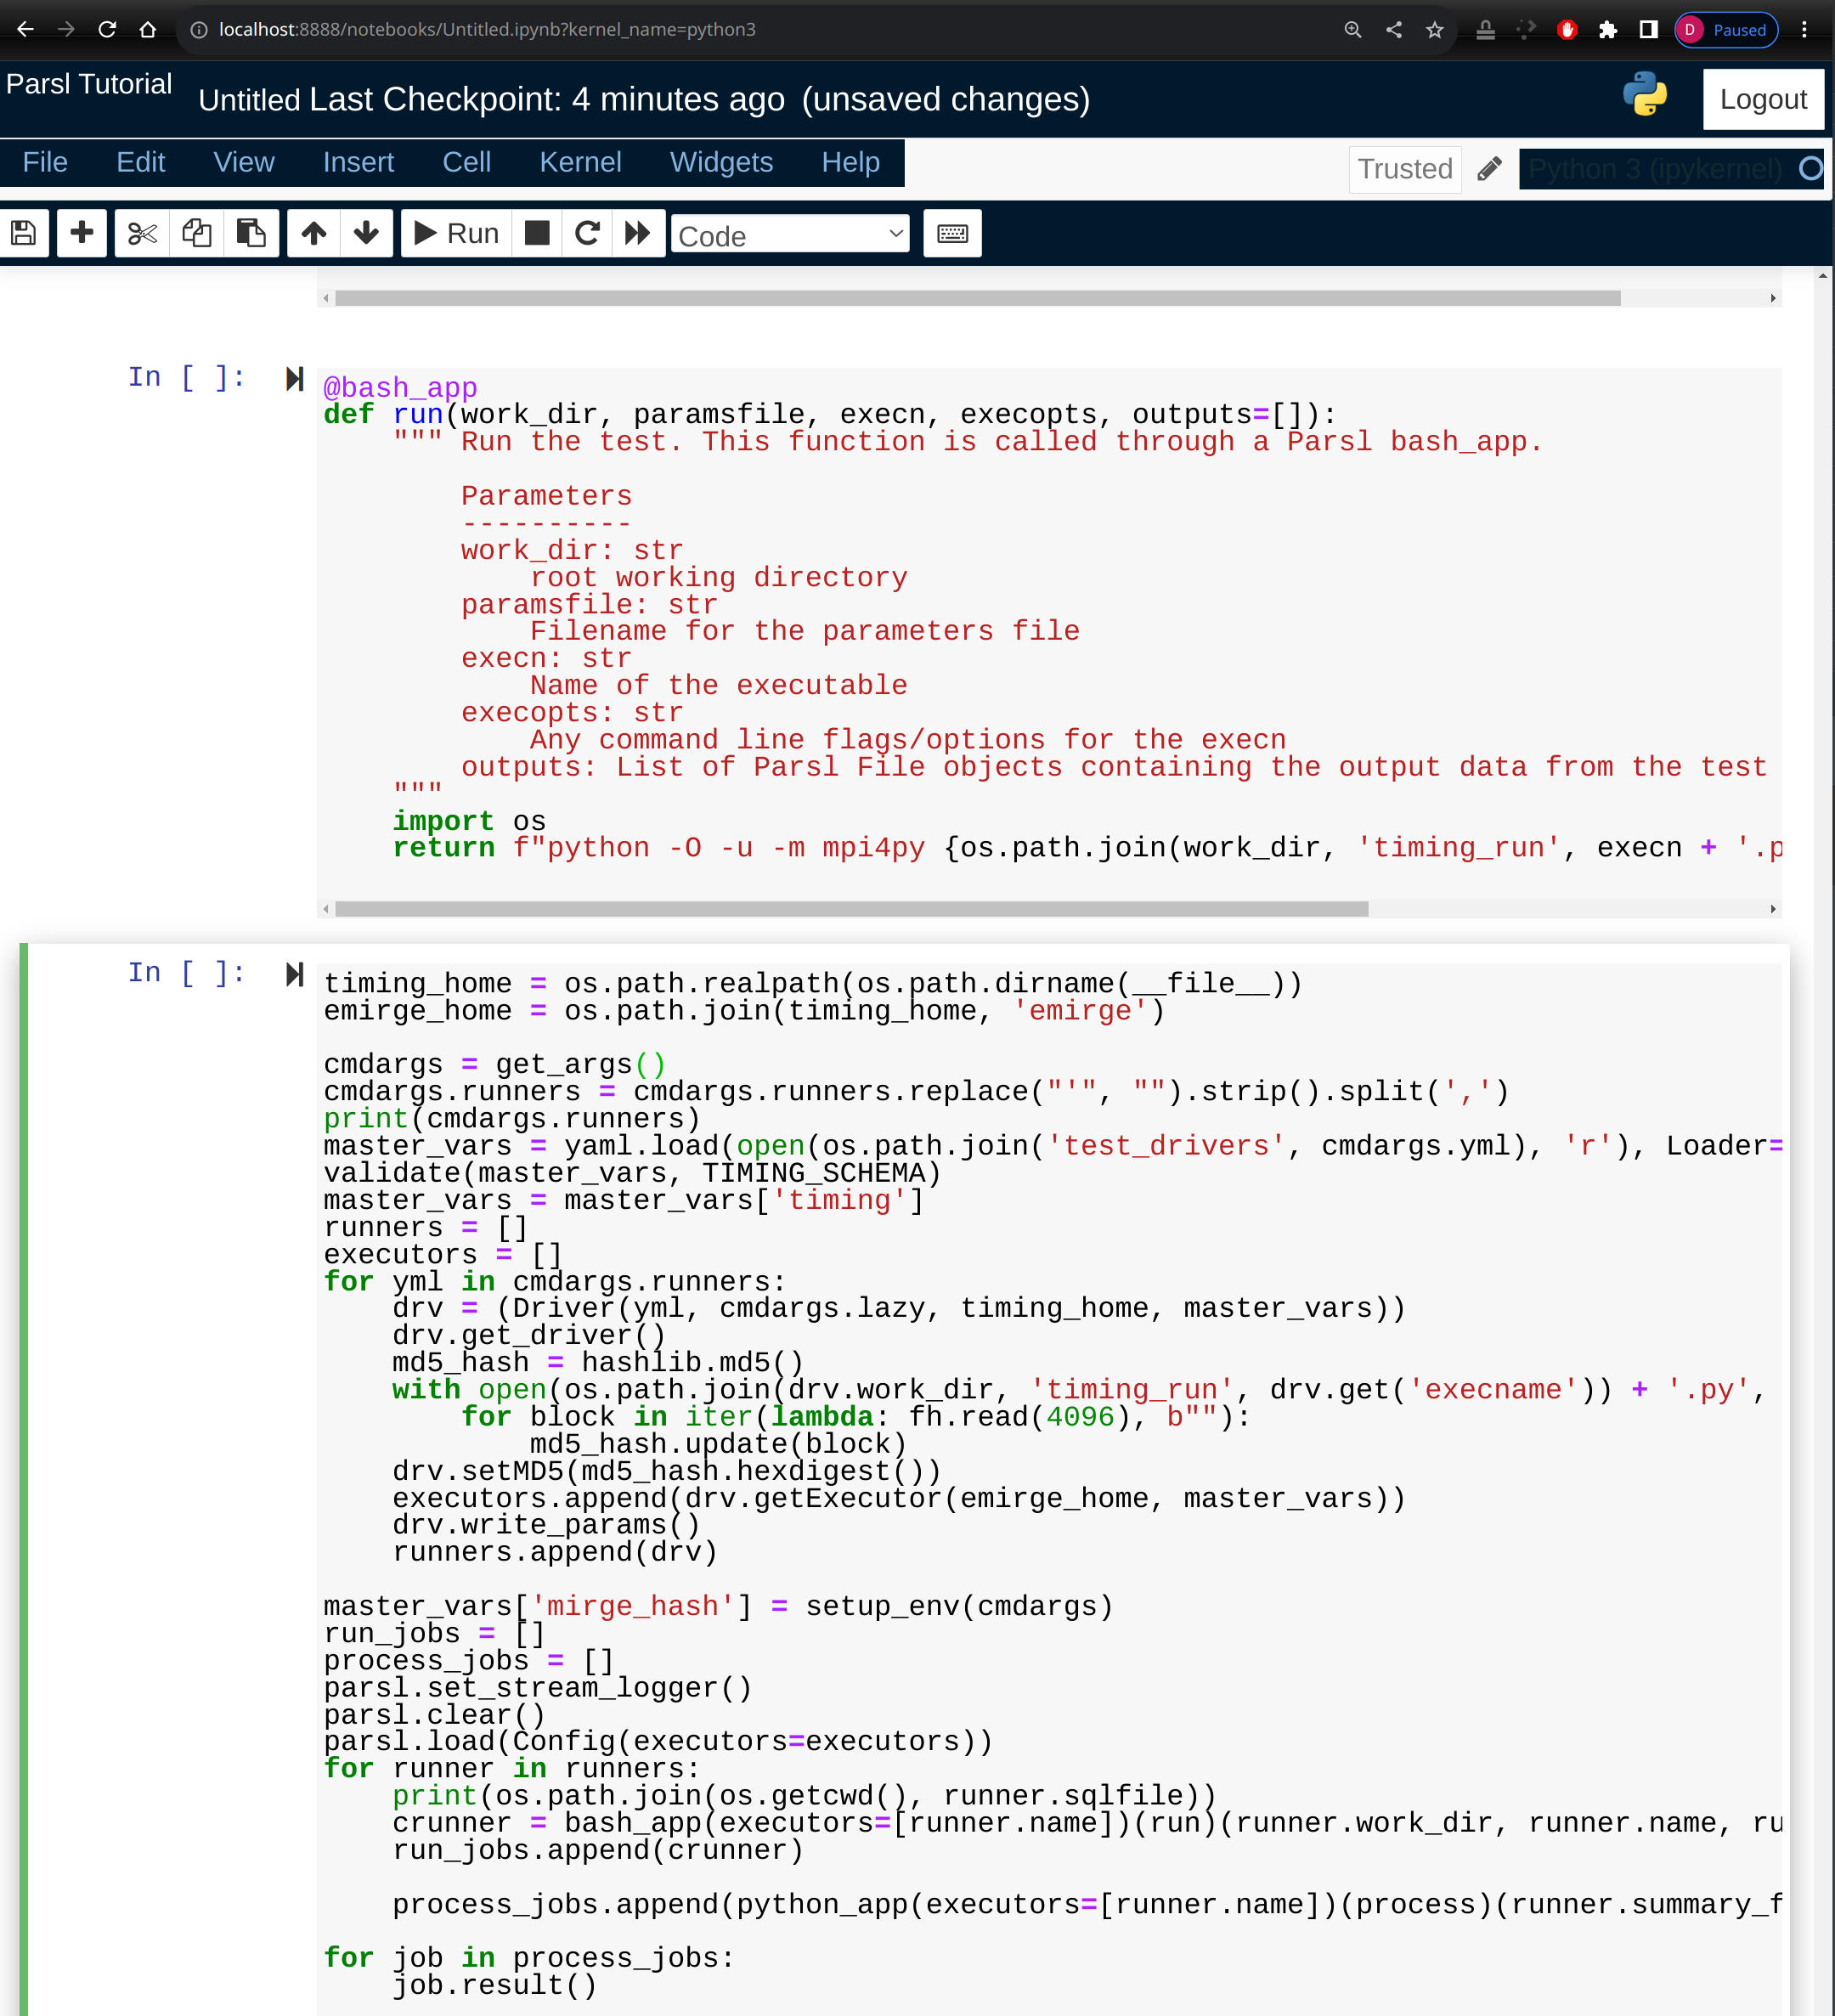 localhost:8888/notebooks/Untitled.ipynb?kernel_name=python3
D Paused
Parsl Tutorial
Untitled Last Checkpoint: 4 minutes ago (unsaved changes)
Logout
File Edit View Insert Cell Kernel Widgets Help
Trusted
Python 3 (ipykernel)
Run
Code
In [ ]:
@bash_app
def run(work_dir, paramsfile, execn, execopts, outputs=[]):
    """ Run the test. This function is called through a Parsl bash_app.
        Parameters
        ----------
        work_dir: str
            root working directory
        paramsfile: str
            Filename for the parameters file
        execn: str
            Name of the executable
        execopts: str
            Any command line flags/options for the execn
        outputs: List of Parsl File objects containing the output data from the test
    """
    import os
    return f"python -O -u -m mpi4py {os.path.join(work_dir, 'timing_run', execn + '.p
In [ ]:
timing_home = os.path.realpath(os.path.dirname(__file__))
emirge_home = os.path.join(timing_home, 'emirge')
cmdargs = get_args()
cmdargs.runners = cmdargs.runners.replace("'", "").strip().split(',')
print(cmdargs.runners)
master_vars = yaml.load(open(os.path.join('test_drivers', cmdargs.yml), 'r'), Loader=
validate(master_vars, TIMING_SCHEMA)
master_vars = master_vars['timing']
runners = []
executors = []
for yml in cmdargs.runners:
    drv = (Driver(yml, cmdargs.lazy, timing_home, master_vars))
    drv.get_driver()
    md5_hash = hashlib.md5()
    with open(os.path.join(drv.work_dir, 'timing_run', drv.get('execname')) + '.py',
        for block in iter(lambda: fh.read(4096), b""):
            md5_hash.update(block)
    drv.setMD5(md5_hash.hexdigest())
    executors.append(drv.getExecutor(emirge_home, master_vars))
    drv.write_params()
    runners.append(drv)
master_vars['mirge_hash'] = setup_env(cmdargs)
run_jobs = []
process_jobs = []
parsl.set_stream_logger()
parsl.clear()
parsl.load(Config(executors=executors))
for runner in runners:
    print(os.path.join(os.getcwd(), runner.sqlfile))
    crunner = bash_app(executors=[runner.name])(run)(runner.work_dir, runner.name, ru
    run_jobs.append(crunner)
    process_jobs.append(python_app(executors=[runner.name])(process)(runner.summary_f
for job in process_jobs:
    job.result()